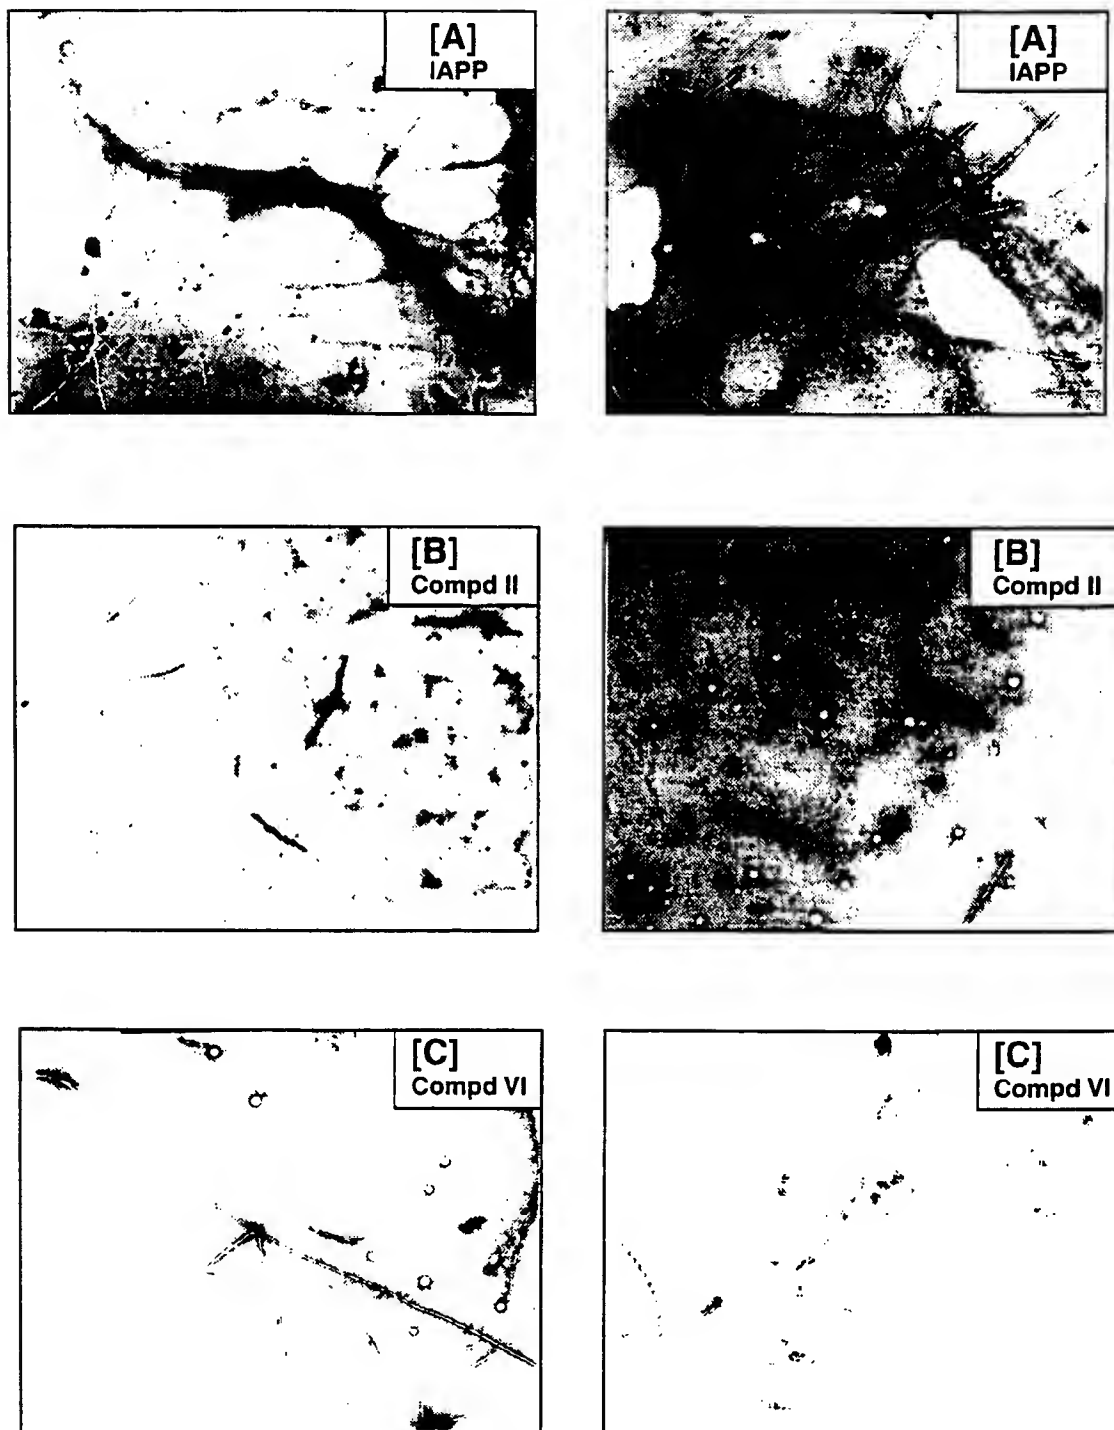 [A]
IAPP
[A]
IAPP
[B]
Compd II
[B]
Compd II
[C]
Compd VI
[C]
Compd VI